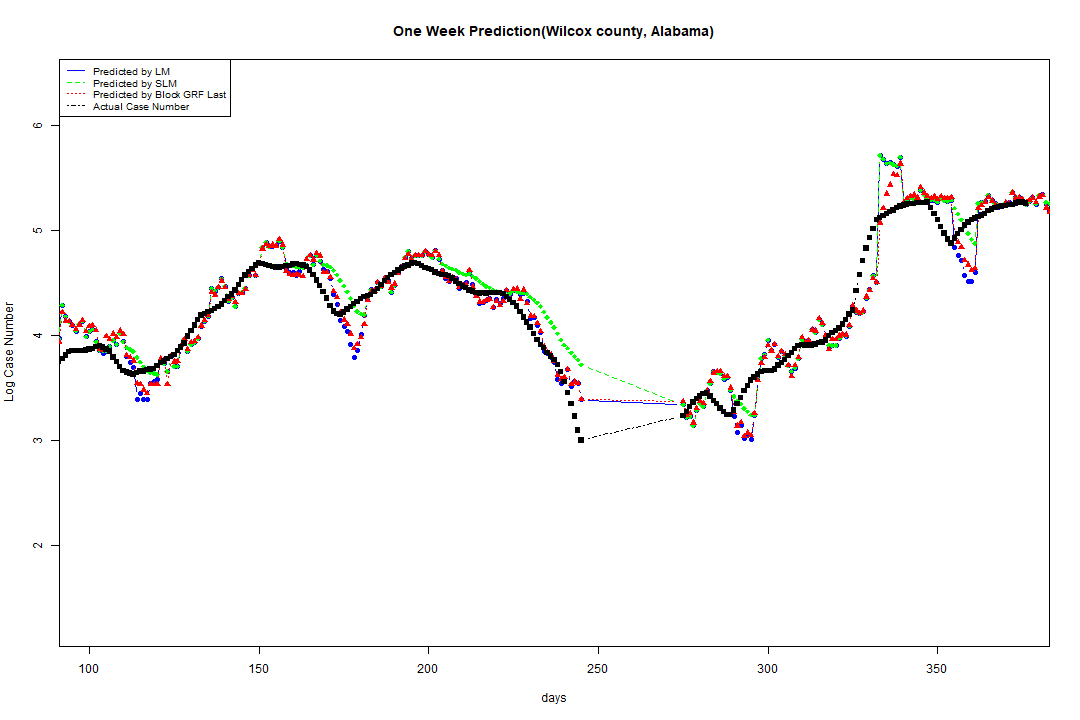 One Week Prediction(Wilcox county, Alabama)
Predicted by LM
Predicted by SLM
Predicted by Block GRF Last
Actual Case Number
6
5
4
3
2
Log Case Number
100 150 200 250 300 350
days